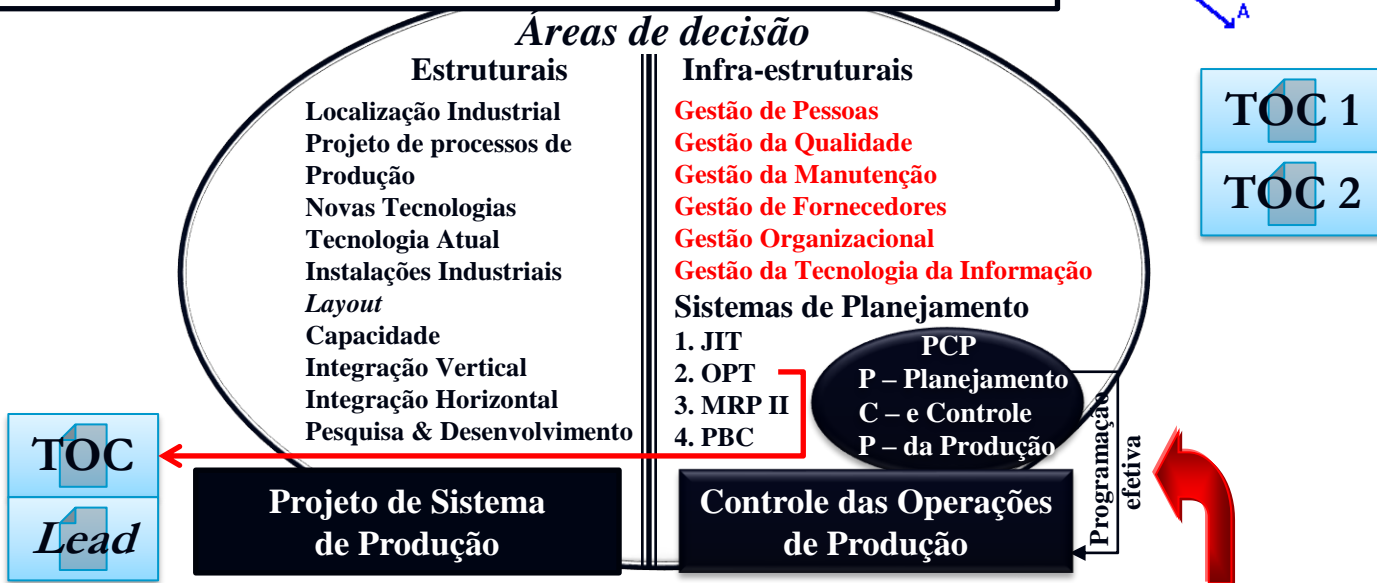 A
Áreas de decisão
Estruturais
Localização Industrial
Projeto de processos de
Produção
Novas Tecnologias
Tecnologia Atual
Instalações Industriais
Layout
Capacidade
Integração Vertical
Integração Horizontal
Pesquisa & Desenvolvimento
Infra-estruturais
Gestão de Pessoas
Gestão da Qualidade
Gestão da Manutenção
Gestão de Fornecedores
Gestão Organizacional
Gestão da Tecnologia da Informação
Sistemas de Planejamento
1. JIT
2. OPT
3. MRP II
4. PBC
PCP
P – Planejamento
C – e Controle
P – da Produção
Programação
efetiva
Projeto de Sistema
de Produção
Controle das Operações
de Produção
TOC
Lead
TOC 1
TOC 2